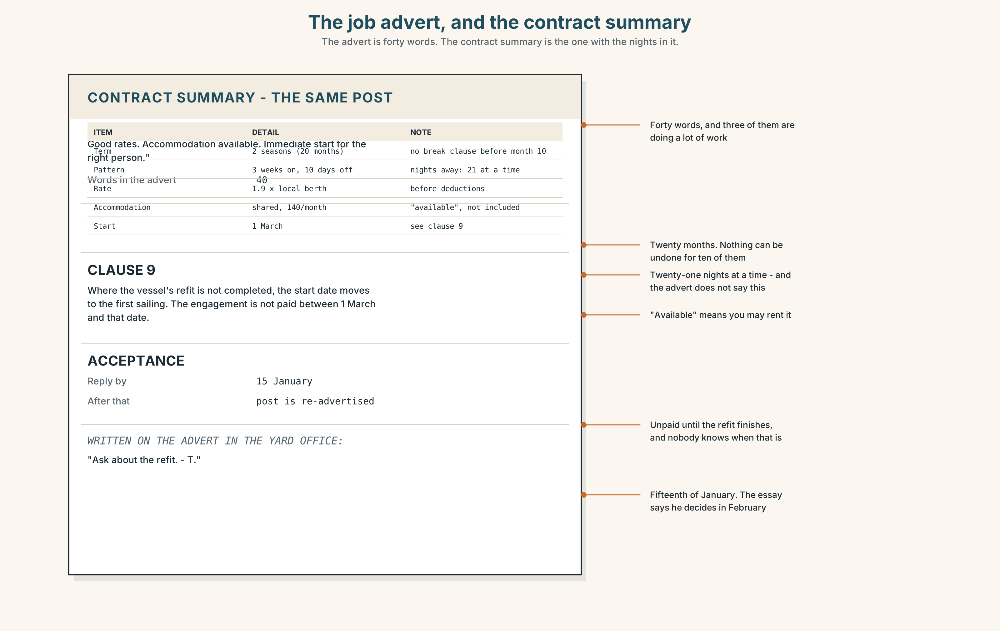 The job advert, and the contract summary
The advert is forty words. The contract summary is the one with the nights in it.
CONTRACT SUMMARY - THE SAME POST
ITEM DETAIL NOTE
Good rates. Accommodation available. Immediate start for the
Term 2 seasons (20 months) no break clause before month 10
right person."
Pattern 3 weeks on, 10 days off nights away: 21 at a time
Words in the advert 40
Rate 1.9 x local berth before deductions
Accommodation shared, 140/month "available", not included
Start 1 March see clause 9
CLAUSE 9
Where the vessel's refit is not completed, the start date moves
to the first sailing. The engagement is not paid between 1 March
and that date.
ACCEPTANCE
Reply by 15 January
After that post is re-advertised
WRITTEN ON THE ADVERT IN THE YARD OFFICE:
"Ask about the refit. - T."
Forty words, and three of them are
doing a lot of work
Twenty months. Nothing can be
undone for ten of them
Twenty-one nights at a time - and
the advert does not say this
"Available" means you may rent it
Unpaid until the refit finishes,
and nobody knows when that is
Fifteenth of January. The essay
says he decides in February